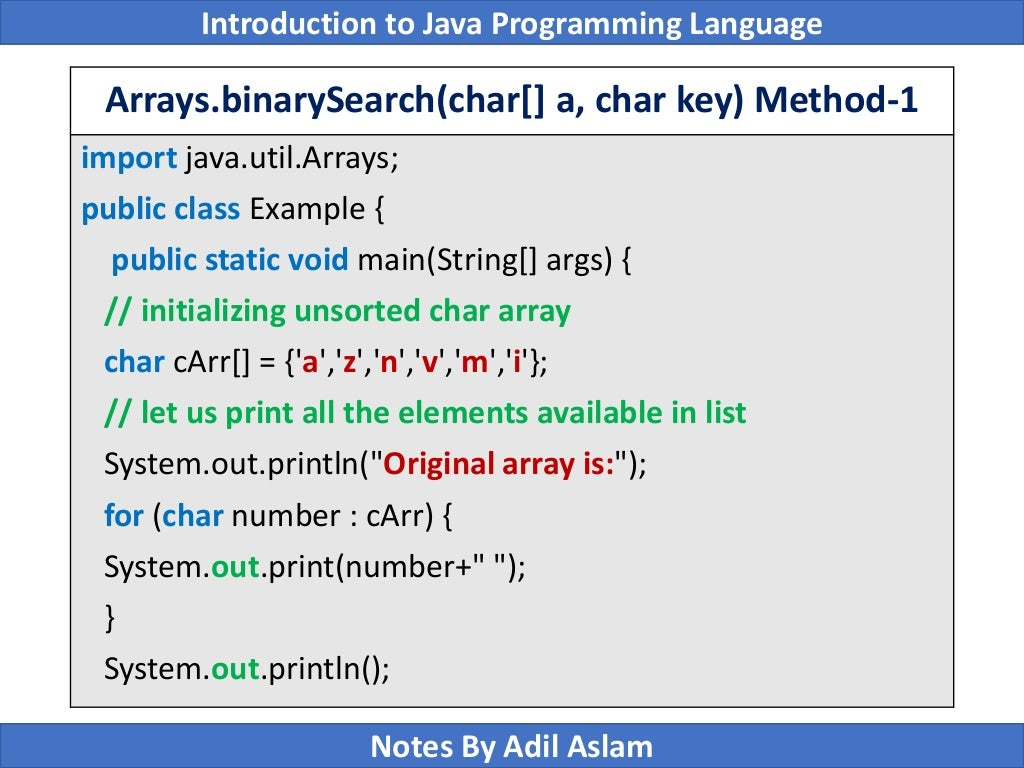 Introduction to Java Programming Language
Arrays.binarySearch(char[] a, char key) Method-1
import java.util.Arrays;
public class Example {
public static void main(String[] args) {
// initializing unsorted char array
char cArr[] = {'a','z','n','v','m','i'};
// let us print all the elements available in list
System.out.println("Original array is:");
for (char number : cArr) {
System.out.print(number+" ");
}
System.out.println();
Notes By Adil Aslam